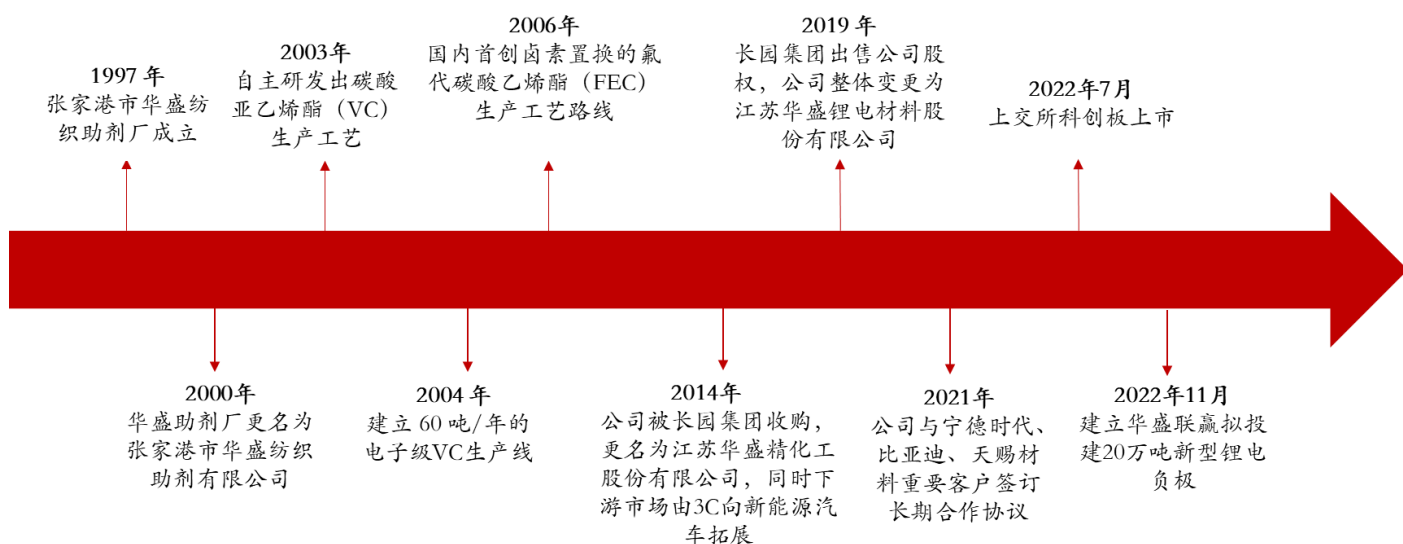 1997 年
张家港市华盛纺
织助剂厂成立
2003年
自主研发出碳酸
亚乙烯酯（VC）
生产工艺
2006年
国内首创卤素置换的氟
代碳酸乙烯酯（FEC）
生产工艺路线
2019 年
长园集团出售公司股
权，公司整体变更为
江苏华盛锂电材料股
份有限公司
2022年7月
上交所科创板上市
2000年
华盛助剂厂更名为
张家港市华盛纺织
助剂有限公司
2004 年
建立 60 吨/年的
电子级VC生产线
2014年
公司被长园集团收购，
更名为江苏华盛精化工
股份有限公司，同时下
游市场由3C向新能源汽
车拓展
2021年
公司与宁德时代、
比亚迪、天赐材
料重要客户签订
长期合作协议
2022年11月
建立华盛联赢拟投
建20万吨新型锂电
负极